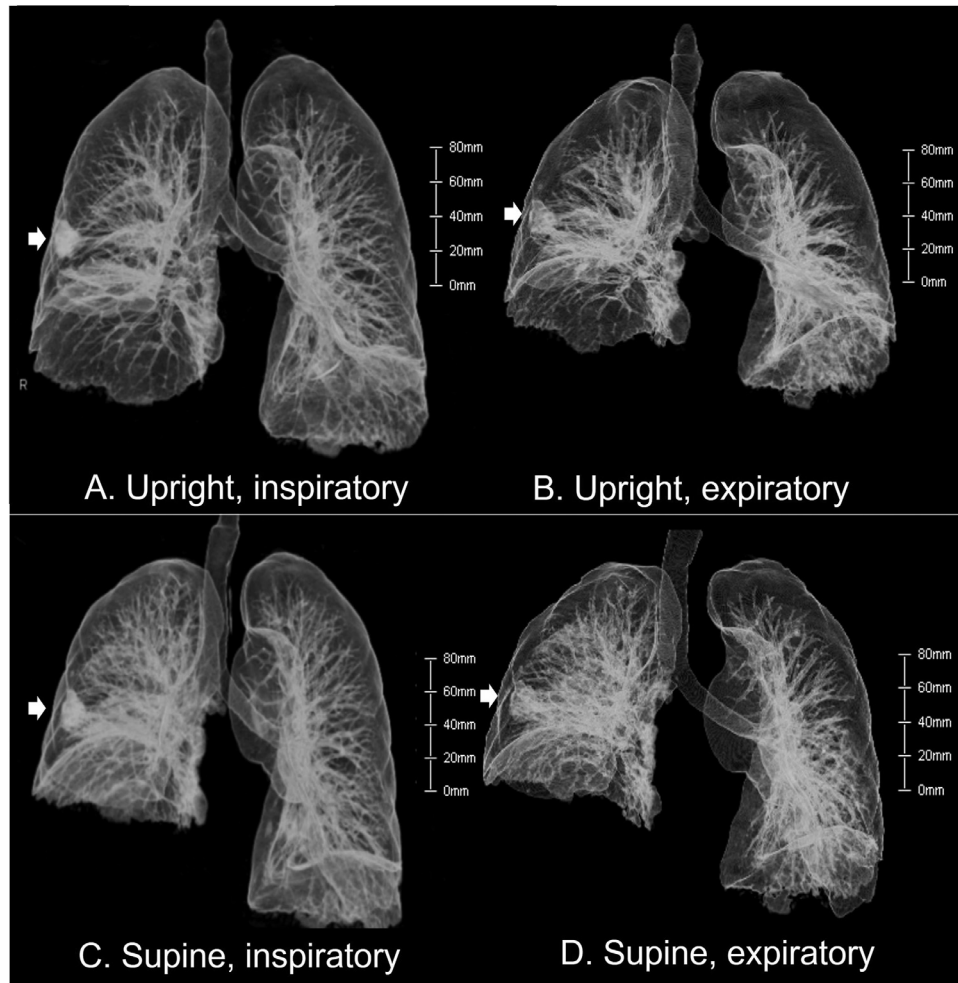 80mm
60mm
40mm
20mm
0mm
R
A. Upright, inspiratory
80mm
60mm
40mm
20mm
0mm
B. Upright, expiratory
80mm
60mm
40mm
20mm
0mm
C. Supine, inspiratory
80mm
60mm
40mm
20mm
0mm
D. Supine, expiratory